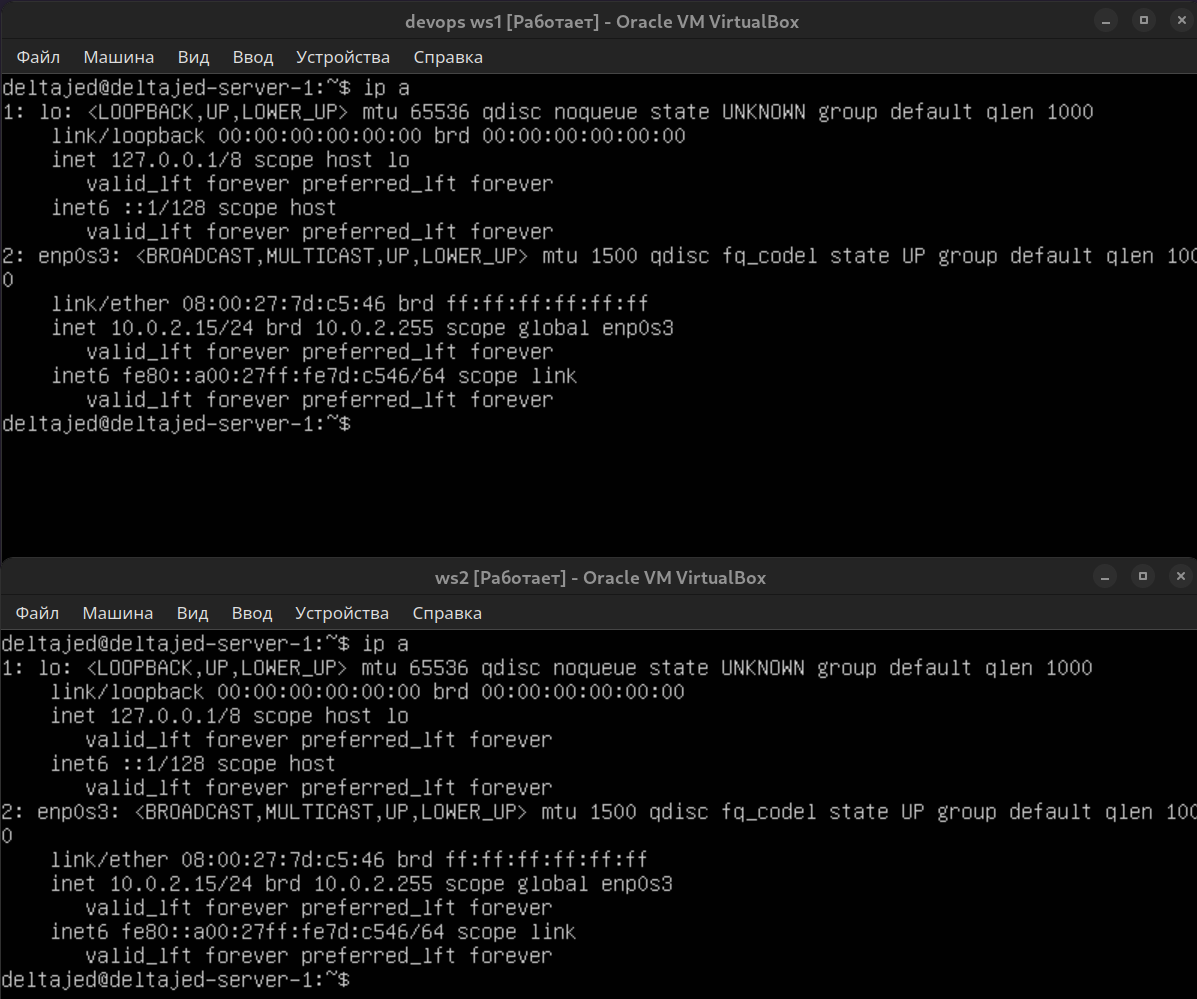 devops ws1 [Работает] - Oracle VM VirtualBox
Файл Машина Вид Ввод Устройства Справка
deltajed@deltajed-server-1:~$ ip a
1: lo: <LOOPBACK,UP,LOWER_UP> mtu 65536 qdisc noqueue state UNKNOWN group default qlen 1000
    link/loopback 00:00:00:00:00:00 brd 00:00:00:00:00:00
    inet 127.0.0.1/8 scope host lo
       valid_lft forever preferred_lft forever
    inet6 ::1/128 scope host
       valid_lft forever preferred_lft forever
2: enp0s3: <BROADCAST,MULTICAST,UP,LOWER_UP> mtu 1500 qdisc fq_codel state UP group default qlen 100
0
    link/ether 08:00:27:7d:c5:46 brd ff:ff:ff:ff:ff:ff
    inet 10.0.2.15/24 brd 10.0.2.255 scope global enp0s3
       valid_lft forever preferred_lft forever
    inet6 fe80::a00:27ff:fe7d:c546/64 scope link
       valid_lft forever preferred_lft forever
deltajed@deltajed-server-1:~$
ws2 [Работает] - Oracle VM VirtualBox
Файл Машина Вид Ввод Устройства Справка
deltajed@deltajed-server-1:~$ ip a
1: lo: <LOOPBACK,UP,LOWER_UP> mtu 65536 qdisc noqueue state UNKNOWN group default qlen 1000
    link/loopback 00:00:00:00:00:00 brd 00:00:00:00:00:00
    inet 127.0.0.1/8 scope host lo
       valid_lft forever preferred_lft forever
    inet6 ::1/128 scope host
       valid_lft forever preferred_lft forever
2: enp0s3: <BROADCAST,MULTICAST,UP,LOWER_UP> mtu 1500 qdisc fq_codel state UP group default qlen 100
0
    link/ether 08:00:27:7d:c5:46 brd ff:ff:ff:ff:ff:ff
    inet 10.0.2.15/24 brd 10.0.2.255 scope global enp0s3
       valid_lft forever preferred_lft forever
    inet6 fe80::a00:27ff:fe7d:c546/64 scope link
       valid_lft forever preferred_lft forever
deltajed@deltajed-server-1:~$